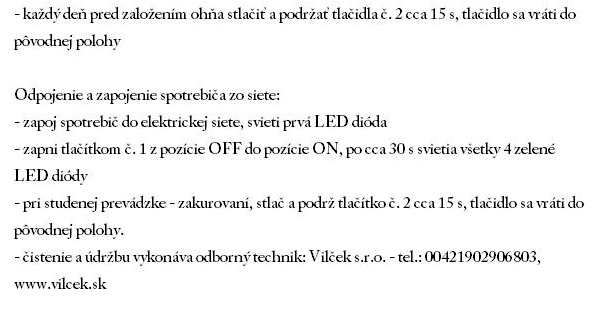 - každý deň pred založením ohňa stlačiť a podržať tlačidla č. 2 cca 15 s, tlačidlo sa vráti do
pôvodnej polohy
Odpojenie a zapojenie spotrebiča zo siete:
- zapoj spotrebič do elektrickej siete, svieti prvá LED dióda
- zapni tlačítkom č. 1 z pozície OFF do pozície ON, po cca 30 s svietia všetky 4 zelené
LED diódy
- pri studenej prevádzke - zakurovaní, stlač a podrž tlačítko č. 2 cca 15 s, tlačidlo sa vráti do
pôvodnej polohy.
- čistenie a údržbu vykonáva odborný technik: Vilček s.r.o. - tel.: 00421902906803,
www.vilcek.sk